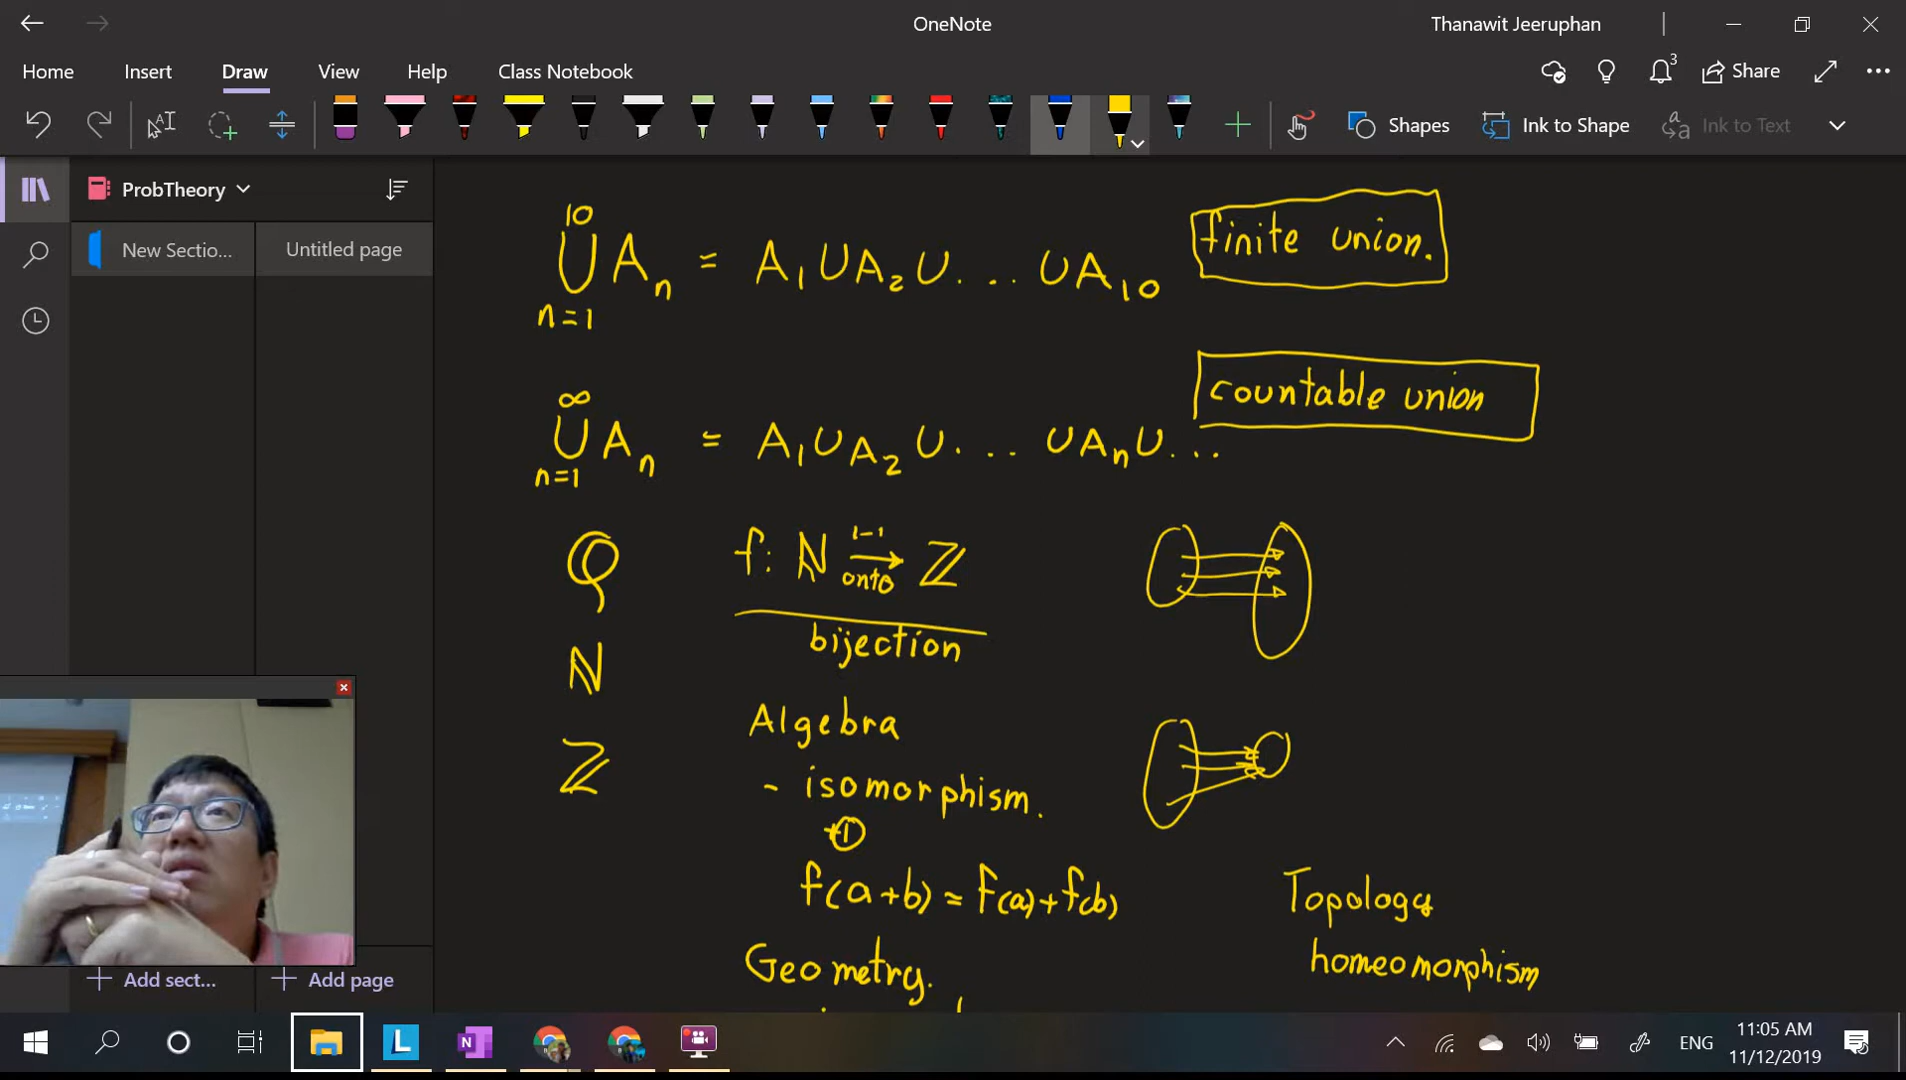 OneNote
Thanawit Jeeruphan
Home Insert Draw View Help Class Notebook
3
Share
Shapes
Ink to Shape
Ink to Text
ProbTheory
New Sectio...
Untitled page
10
⋃ Aₙ = A₁ ∪ A₂ ∪ . ... ∪ A₁₀
n=1
finite union.
∞
⋃ Aₙ = A₁ ∪ A₂ ∪ . ... ∪ Aₙ ∪ . ...
n=1
countable union
ℚ
f: ℕ 1-1 → onto ℤ
bijection
ℕ
ℤ
Algebra
- isomorphism.
f(a+b) = f(a)+f(b)
Geometry.
Topology
homeomorphism
Add sect...
Add page
ENG
11:05 AM
11/12/2019